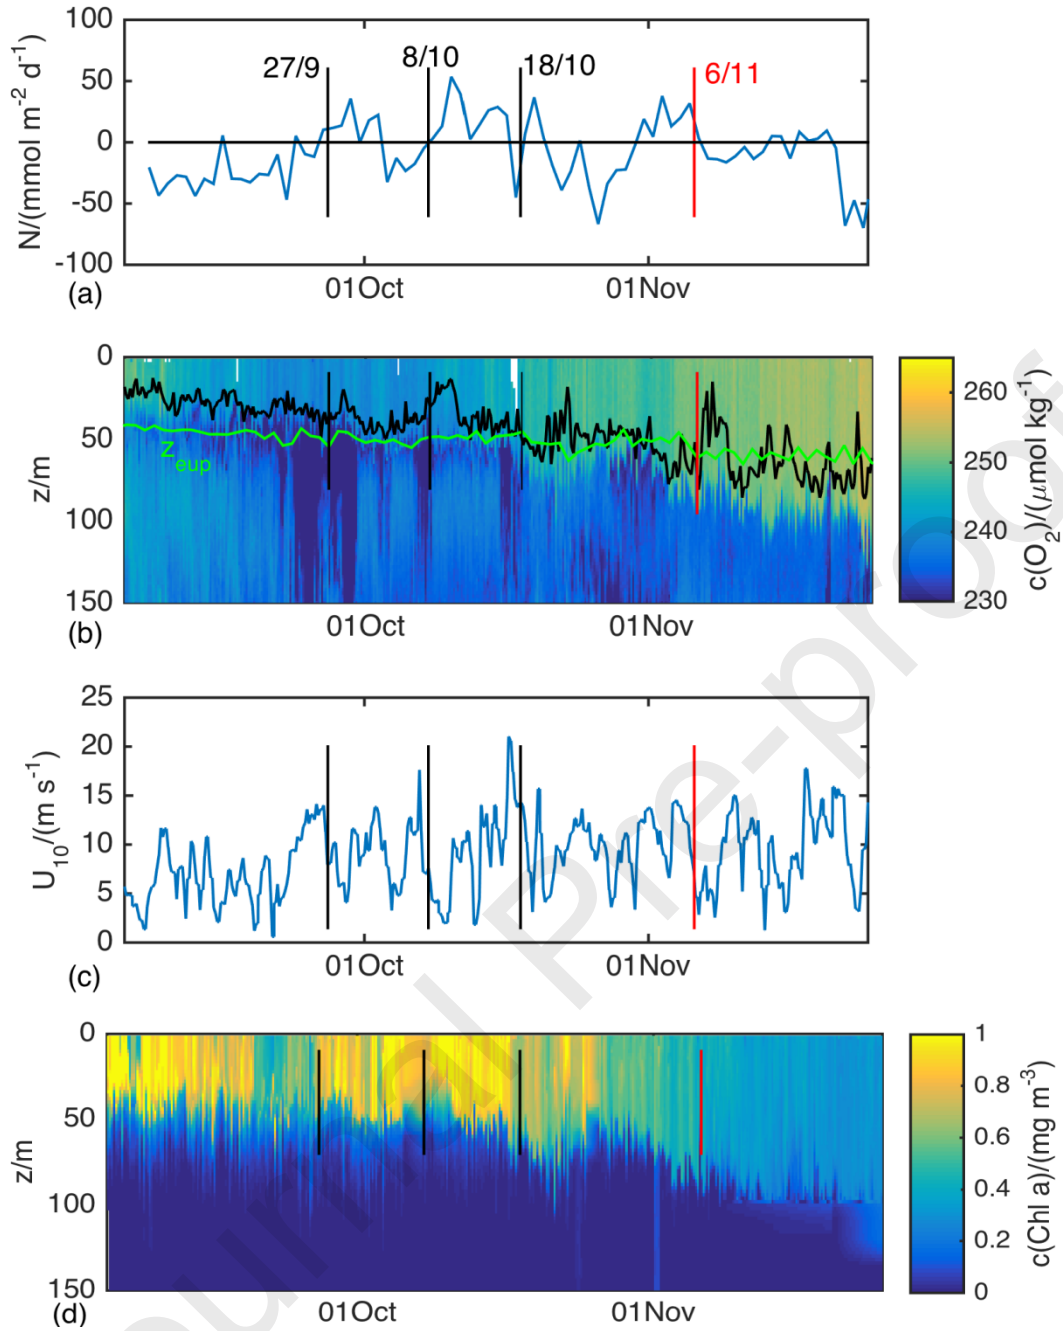 100
50
0
-50
-100
N/(mmol m⁻² d⁻¹)
27/9
8/10
18/10
6/11
01Oct
01Nov
(a)
0
50
100
150
z/m
z_eup
01Oct
01Nov
(b)
260
250
240
230
c(O₂)/(μmol kg⁻¹)
25
20
15
10
5
0
U₁₀/(m s⁻¹)
01Oct
01Nov
(c)
0
50
100
150
z/m
01Oct
01Nov
(d)
1
0.8
0.6
0.4
0.2
0
c(Chl a)/(mg m⁻³)
ournal Pre-proof